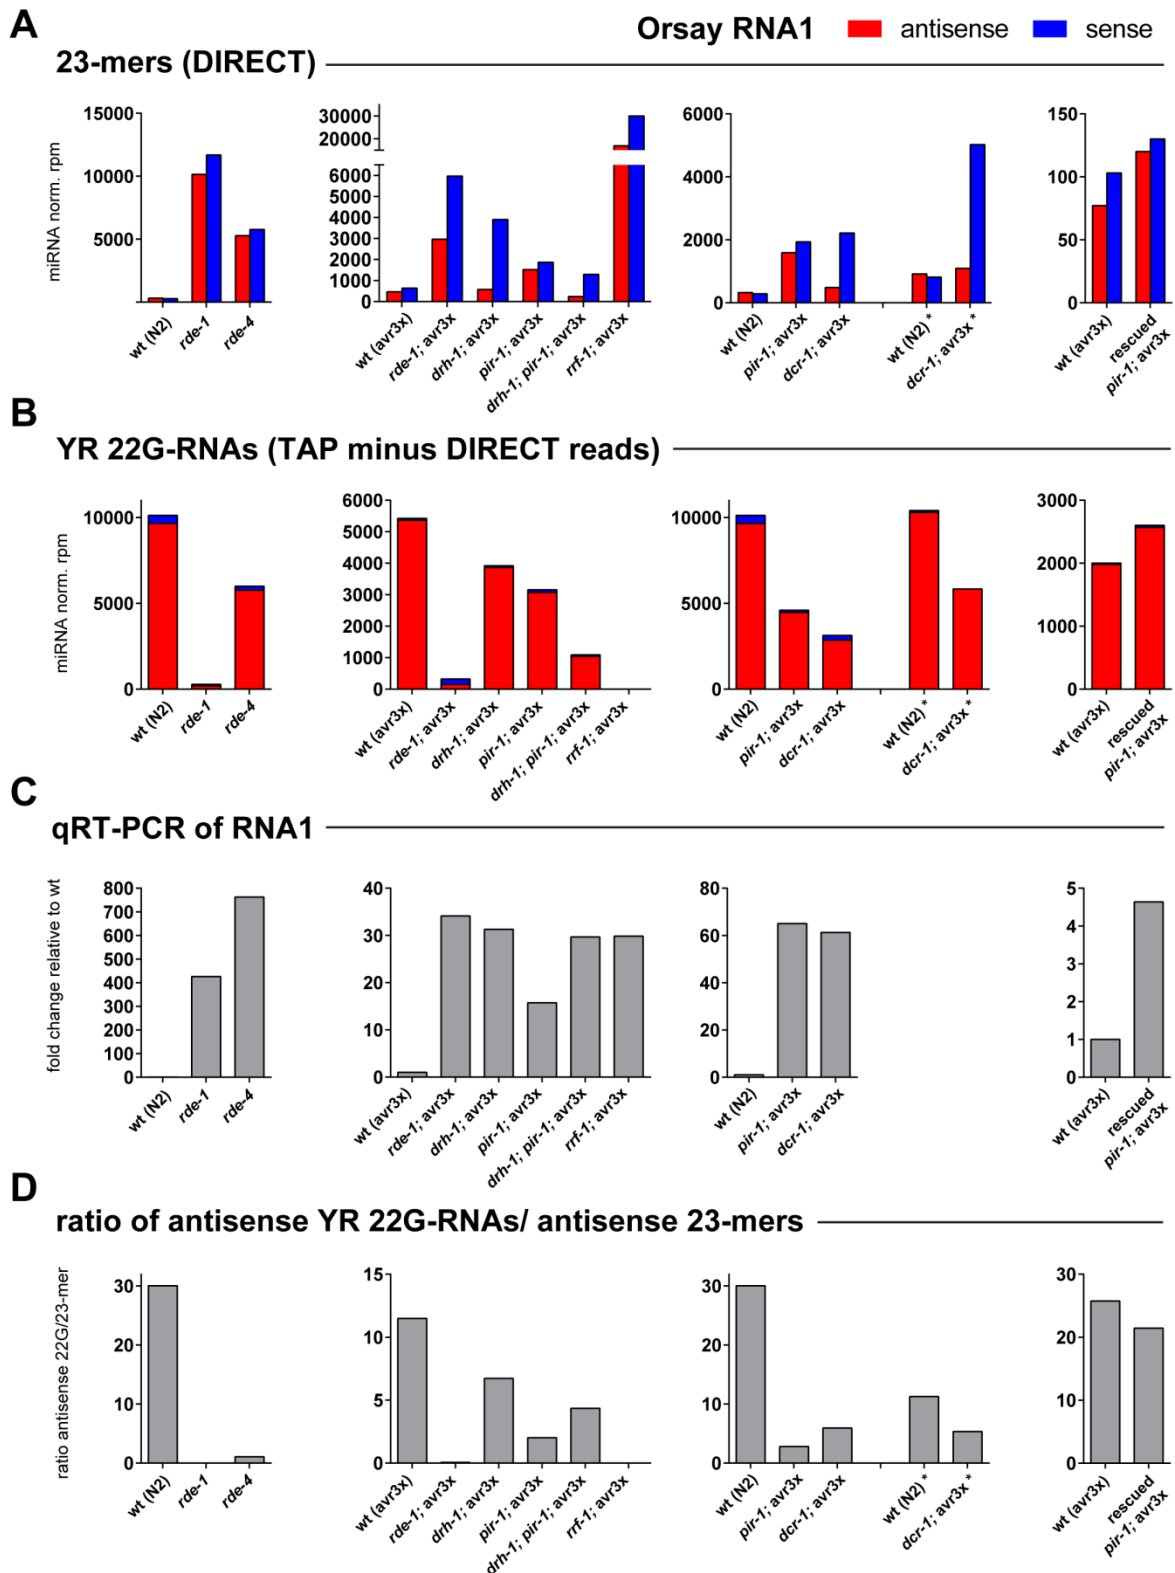 A
Orsay RNA1 antisense sense
23-mers (DIRECT)
miRNA norm. rpm
15000
10000
5000
wt (N2)
rde-1
rde-4
30000
20000
10000
6000
5000
4000
3000
2000
1000
0
wt (avr3x)
rde-1; avr3x
drh-1; avr3x
pir-1; avr3x
drh-1; pir-1; avr3x
rrf-1; avr3x
6000
4000
2000
0
wt (N2)
pir-1; avr3x
dcr-1; avr3x
wt (N2) *
dcr-1; avr3x *
150
100
50
0
wt (avr3x)
rescued
pir-1; avr3x
B
YR 22G-RNAs (TAP minus DIRECT reads)
miRNA norm. rpm
10000
5000
0
wt (N2)
rde-1
rde-4
6000
5000
4000
3000
2000
1000
0
wt (avr3x)
rde-1; avr3x
drh-1; avr3x
pir-1; avr3x
drh-1; pir-1; avr3x
rrf-1; avr3x
10000
5000
0
wt (N2)
pir-1; avr3x
dcr-1; avr3x
wt (N2) *
dcr-1; avr3x *
3000
2000
1000
0
wt (avr3x)
rescued
pir-1; avr3x
C
qRT-PCR of RNA1
fold change relative to wt
800
700
600
500
400
300
200
100
0
wt (N2)
rde-1
rde-4
40
30
20
10
0
wt (avr3x)
rde-1; avr3x
drh-1; avr3x
pir-1; avr3x
drh-1; pir-1; avr3x
rrf-1; avr3x
80
60
40
20
0
wt (N2)
pir-1; avr3x
dcr-1; avr3x
5
4
3
2
1
0
wt (avr3x)
rescued
pir-1; avr3x
D
ratio of antisense YR 22G-RNAs/ antisense 23-mers
ratio antisense 22G/23-mer
30
20
10
0
wt (N2)
rde-1
rde-4
15
10
5
0
wt (avr3x)
rde-1; avr3x
drh-1; avr3x
pir-1; avr3x
drh-1; pir-1; avr3x
rrf-1; avr3x
30
20
10
0
wt (N2)
pir-1; avr3x
dcr-1; avr3x
wt (N2) *
dcr-1; avr3x *
30
20
10
0
wt (avr3x)
rescued
pir-1; avr3x